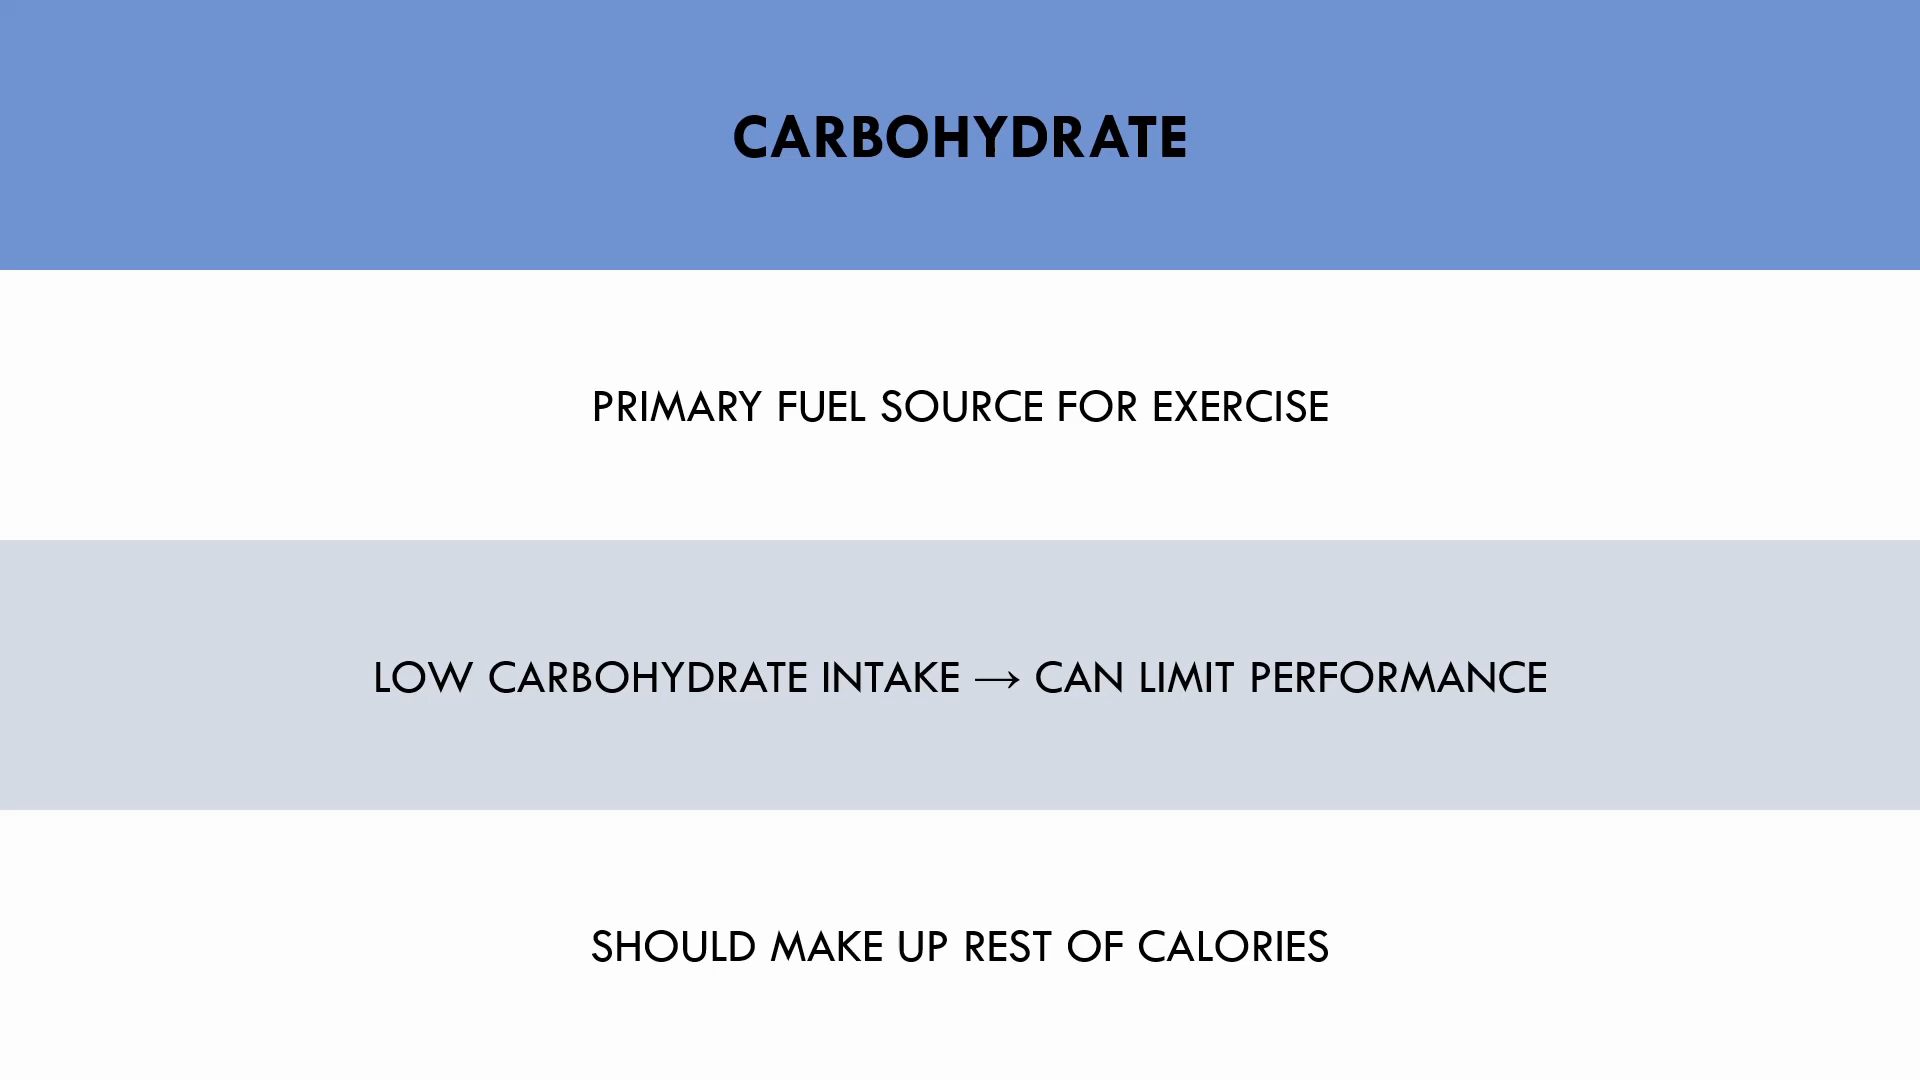 CARBOHYDRATE
PRIMARY FUEL SOURCE FOR EXERCISE
LOW CARBOHYDRATE INTAKE → CAN LIMIT PERFORMANCE
SHOULD MAKE UP REST OF CALORIES